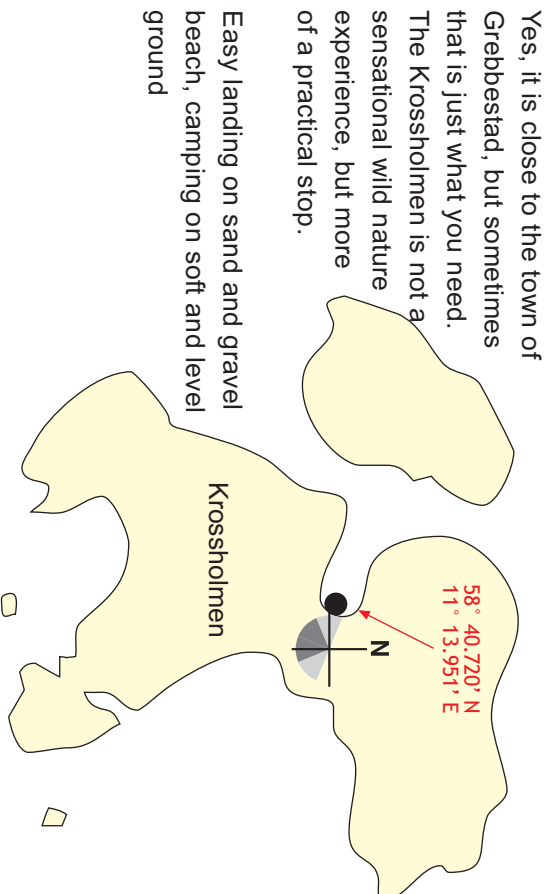 Yes, it is close to the town of
Grebbestad, but sometimes
that is just what you need.
The Krossholmen is not a
sensational wild nature
experience, but more
of a practical stop.
Easy landing on sand and gravel
beach, camping on soft and level
ground
Krossholmen
58° 40.720' N
11° 13.951' E
N